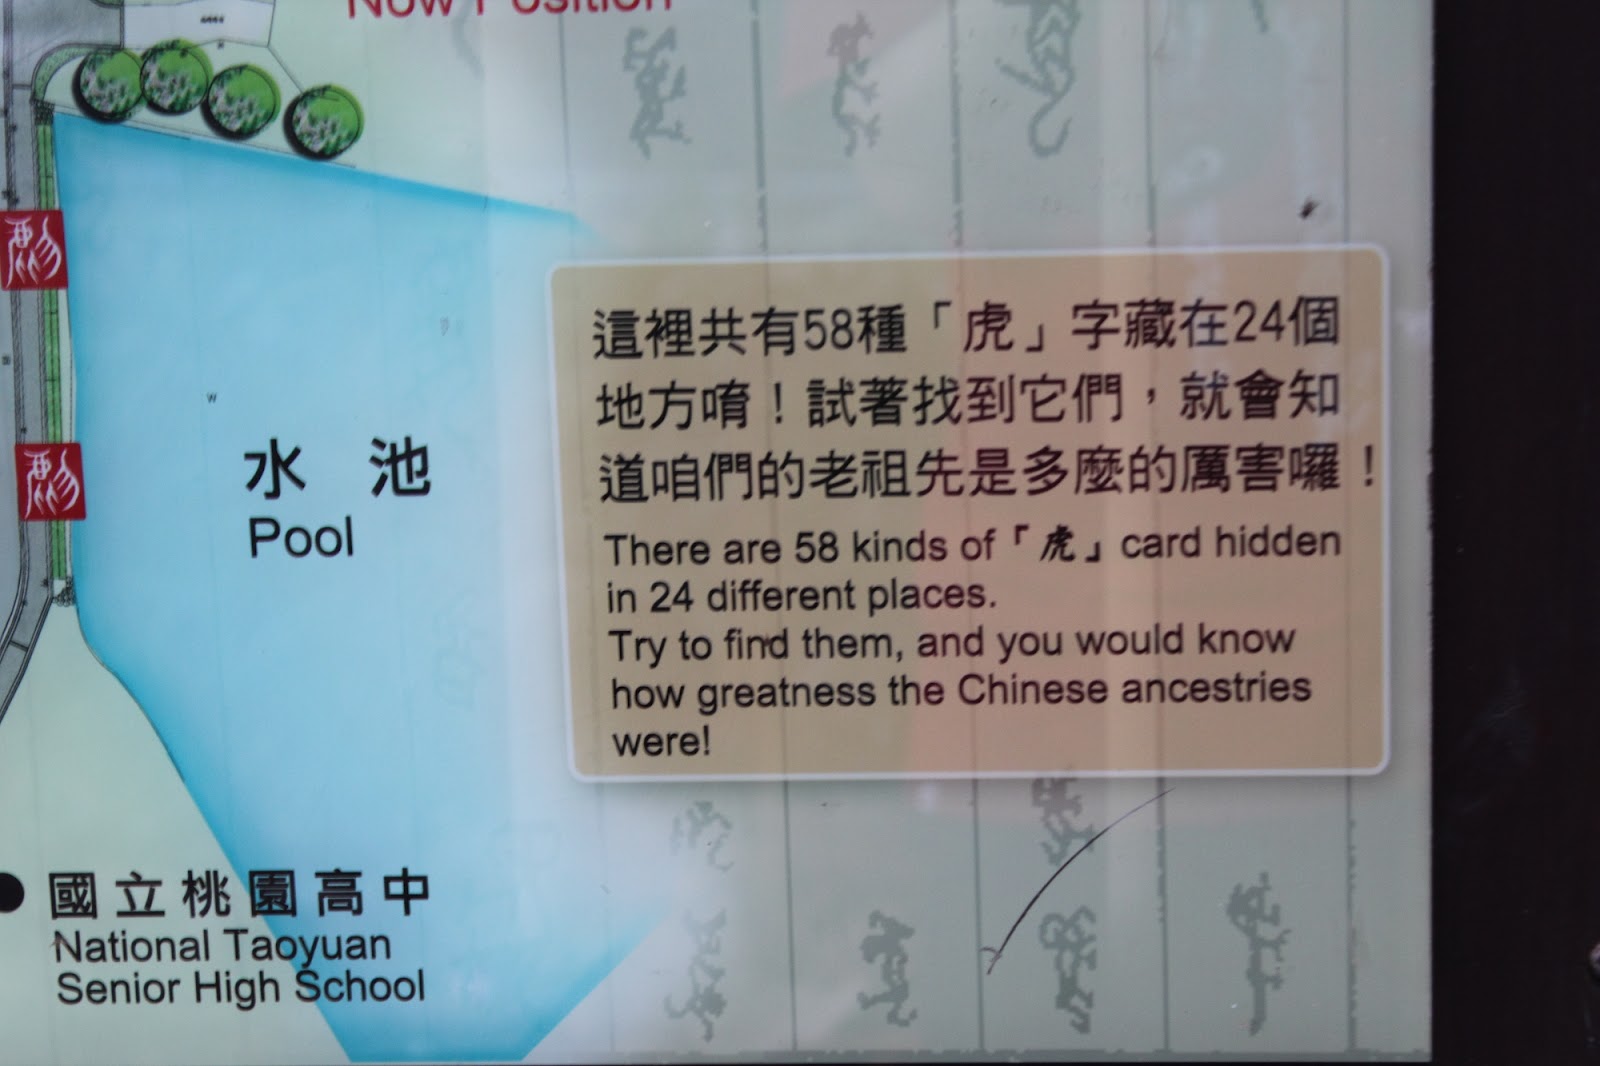 Now Position
這裡共有58種「虎」字藏在24個
地方唷！試著找到它們，就會知
道咱們的老祖先是多麼的厲害囉！
There are 58 kinds of「虎」card hidden
in 24 different places.
Try to find them, and you would know
how greatness the Chinese ancestries
were!
水 池
Pool
W
國立桃園高中
National Taoyuan
Senior High School